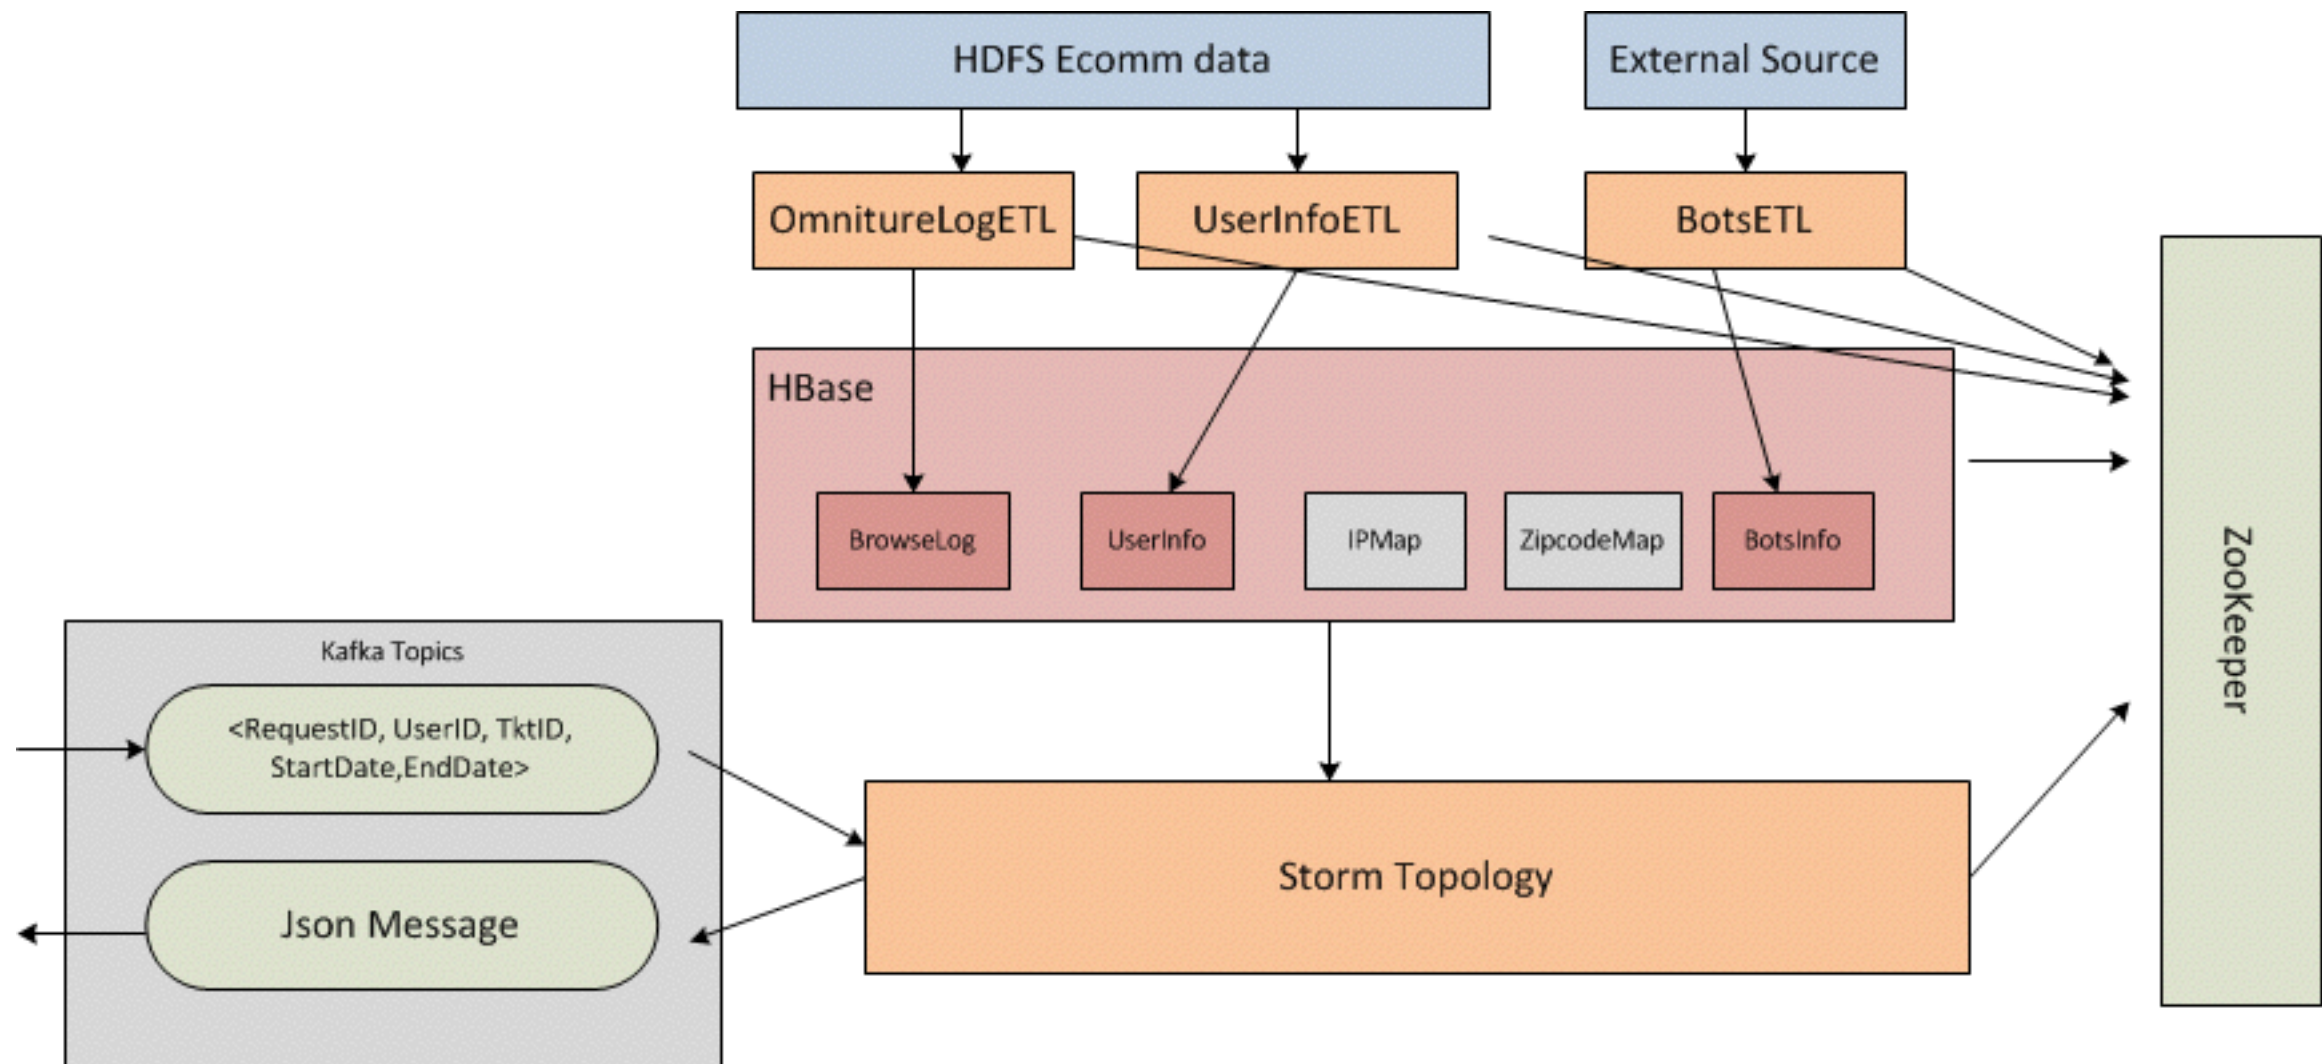 HDFS Ecomm data
External Source
OmnitureLogETL
UserInfoETL
BotsETL
HBase
BrowseLog
UserInfo
IPMap
ZipcodeMap
BotsInfo
ZooKeeper
Kafka Topics
<RequestID, UserID, TktID,
StartDate,EndDate>
Json Message
Storm Topology